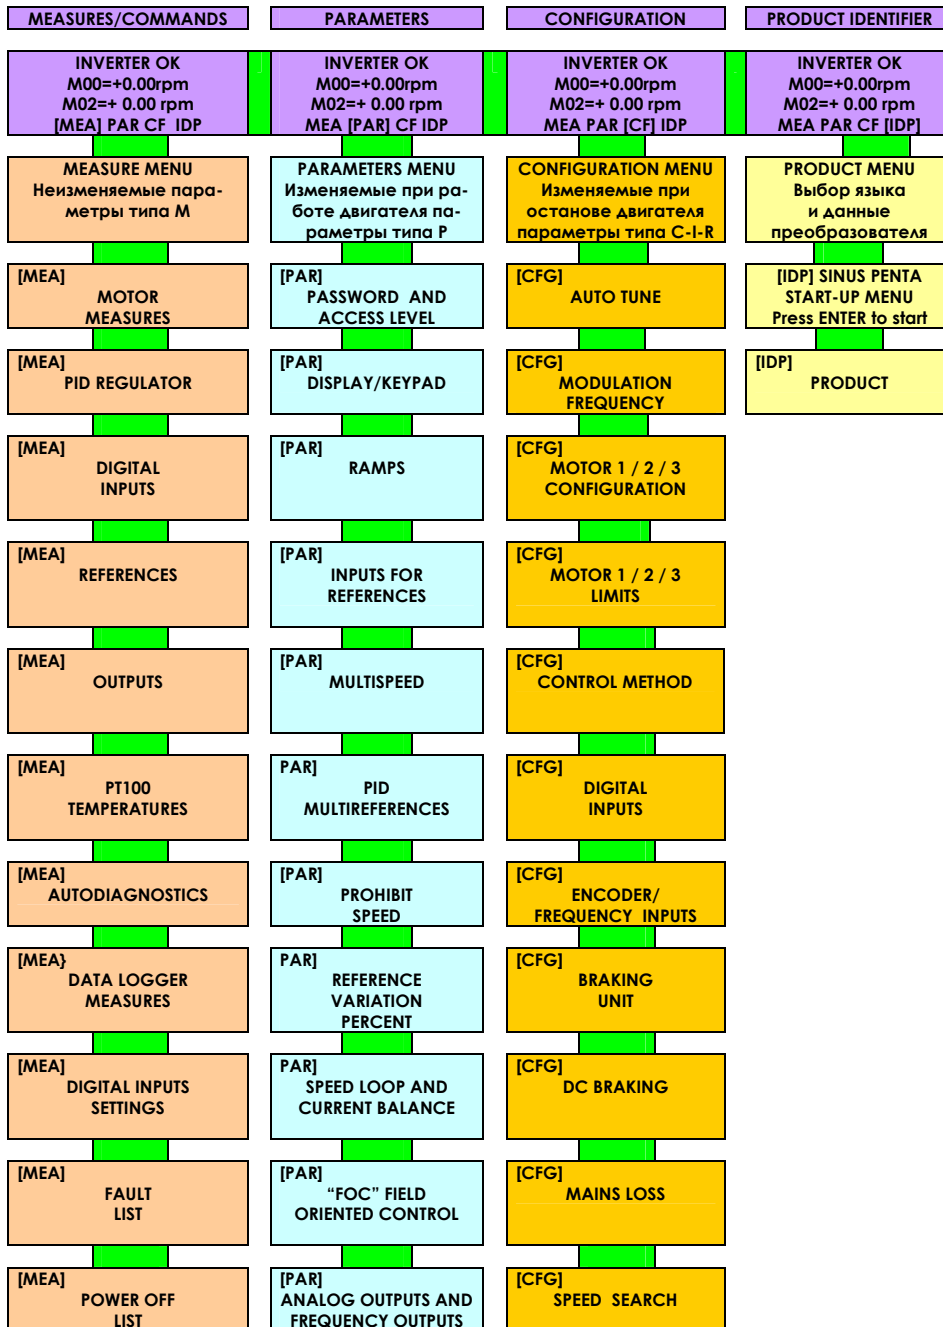 MEASURES/COMMANDS
PARAMETERS
CONFIGURATION
PRODUCT IDENTIFIER
INVERTER OK
M00=+0.00rpm
M02=+ 0.00 rpm
[MEA] PAR CF IDP
INVERTER OK
M00=+0.00rpm
M02=+ 0.00 rpm
MEA [PAR] CF IDP
INVERTER OK
M00=+0.00rpm
M02=+ 0.00 rpm
MEA PAR [CF] IDP
INVERTER OK
M00=+0.00rpm
M02=+ 0.00 rpm
MEA PAR CF [IDP]
MEASURE MENU
Неизменяемые пара-
метры типа M
PARAMETERS MENU
Изменяемые при ра-
боте двигателя па-
раметры типа P
CONFIGURATION MENU
Изменяемые при
останове двигателя
параметры типа C-I-R
PRODUCT MENU
Выбор языка
и данные
преобразователя
[MEA]
MOTOR
MEASURES
[PAR]
PASSWORD AND
ACCESS LEVEL
[CFG]
AUTO TUNE
[IDP] SINUS PENTA
START-UP MENU
Press ENTER to start
[MEA]
PID REGULATOR
[PAR]
DISPLAY/KEYPAD
[CFG]
MODULATION
FREQUENCY
[IDP]
PRODUCT
[MEA]
DIGITAL
INPUTS
[PAR]
RAMPS
[CFG]
MOTOR 1 / 2 / 3
CONFIGURATION
[MEA]
REFERENCES
[PAR]
INPUTS FOR
REFERENCES
[CFG]
MOTOR 1 / 2 / 3
LIMITS
[MEA]
OUTPUTS
[PAR]
MULTISPEED
[CFG]
CONTROL METHOD
[MEA]
PT100
TEMPERATURES
PAR]
PID
MULTIREFERENCES
[CFG]
DIGITAL
INPUTS
[MEA]
AUTODIAGNOSTICS
[PAR]
PROHIBIT
SPEED
[CFG]
ENCODER/
FREQUENCY INPUTS
[MEA}
DATA LOGGER
MEASURES
PAR]
REFERENCE
VARIATION
PERCENT
[CFG]
BRAKING
UNIT
[MEA]
DIGITAL INPUTS
SETTINGS
PAR]
SPEED LOOP AND
CURRENT BALANCE
[CFG]
DC BRAKING
[MEA]
FAULT
LIST
[PAR]
“FOC” FIELD
ORIENTED CONTROL
[CFG]
MAINS LOSS
[MEA]
POWER OFF
LIST
[PAR]
ANALOG OUTPUTS AND
FREQUENCY OUTPUTS
[CFG]
SPEED SEARCH